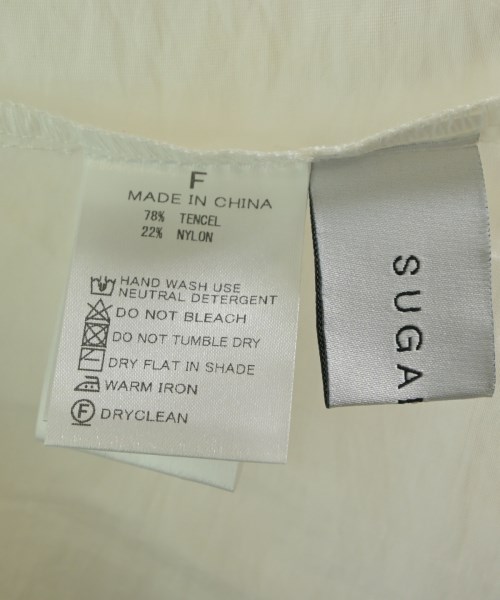 F
MADE IN CHINA
78% TENCEL
22% NYLON
HAND WASH USE
NEUTRAL DETERGENT
DO NOT BLEACH
DO NOT TUMBLE DRY
DRY FLAT IN SHADE
WARM IRON
F DRYCLEAN